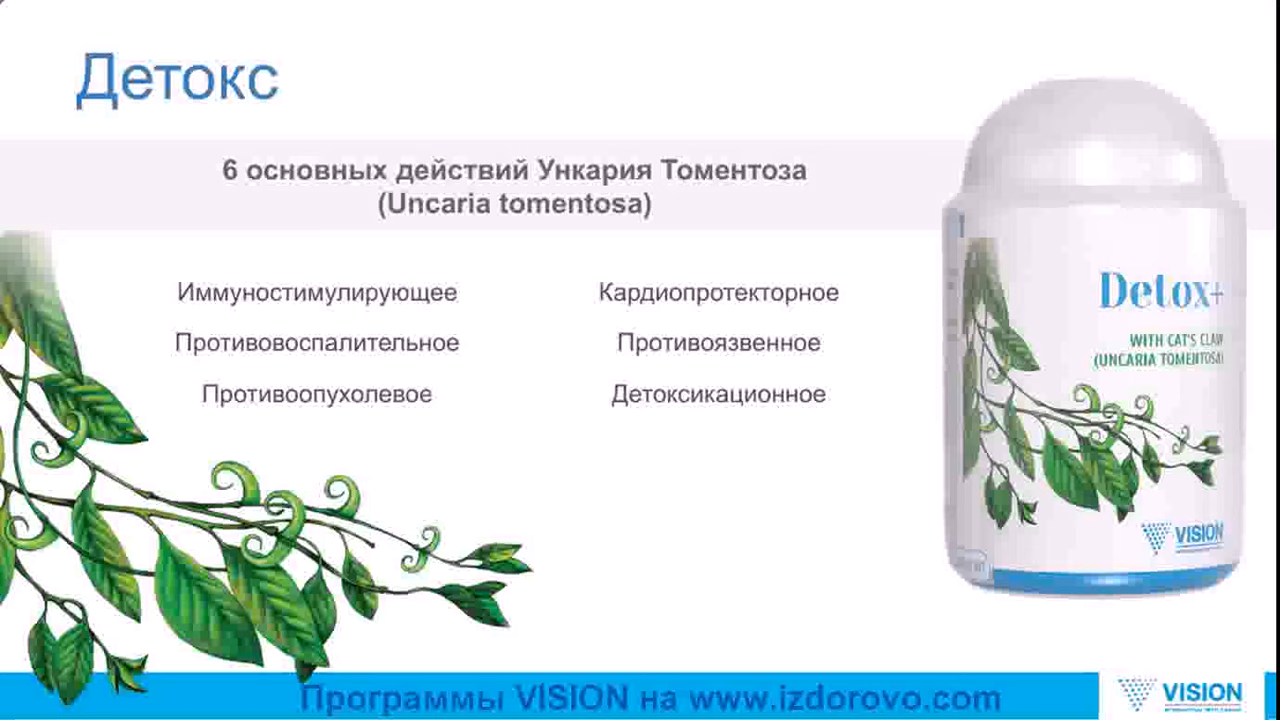 Детокс
6 основных действий Ункария Томентоза
(Uncaria tomentosa)
Иммуностимулирующее
Кардиопротекторное
Противовоспалительное
Противоязвенное
Противоопухолевое
Детоксикационное
Detox+
WITH CAT'S CLAW
(UNCARIA TOMENTOSA)
VISION
Программы VISION на www.izdorovo.com
VISION